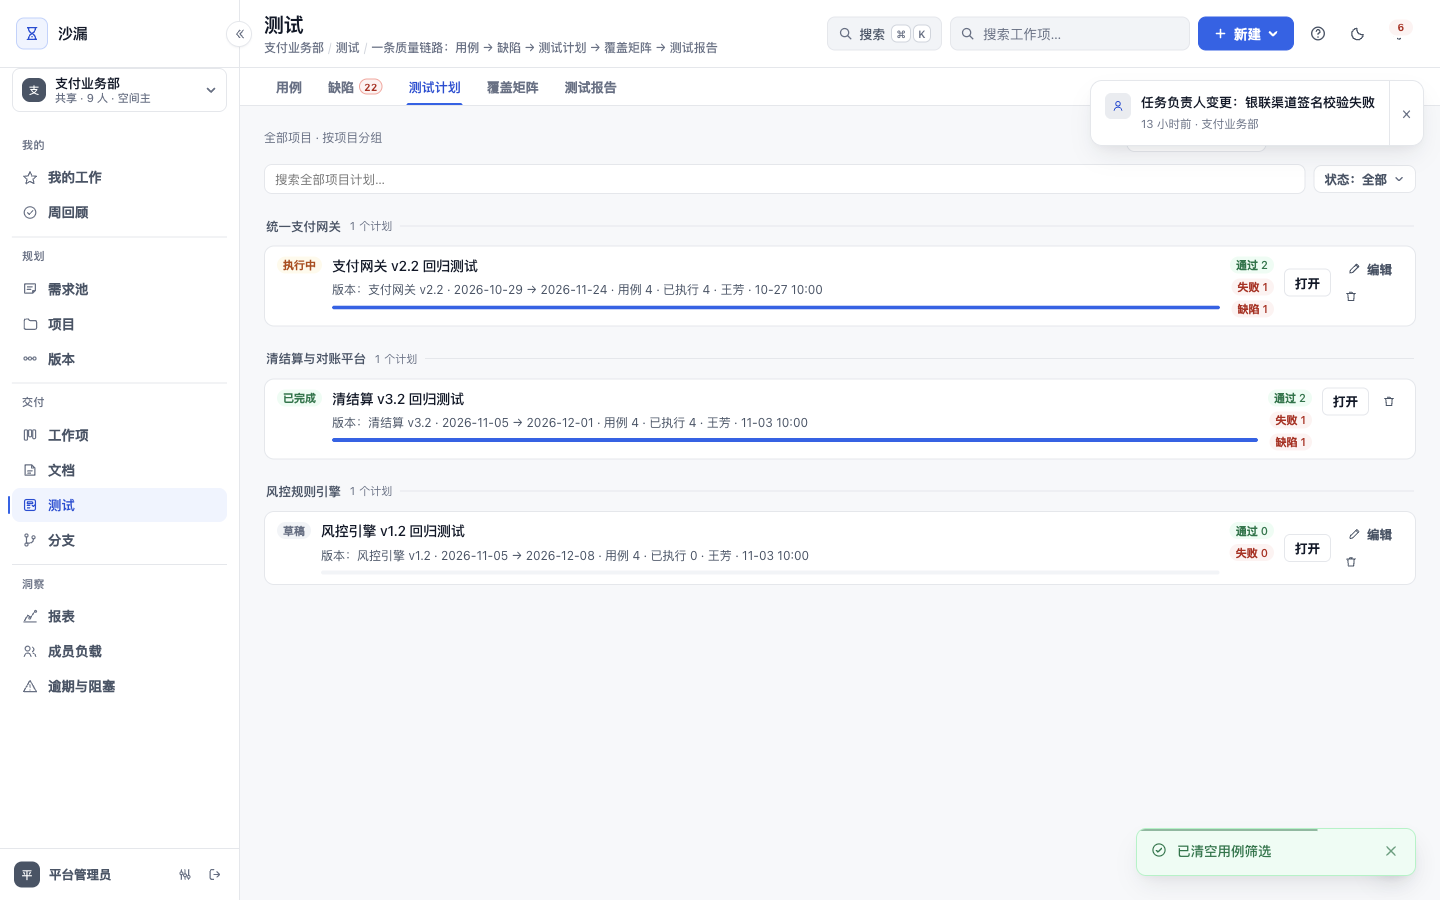 沙漏
支
支付业务部
共享 · 9 人 · 空间主
我的
我的工作
周回顾
规划
需求池
项目
版本
交付
工作项
文档
测试
分支
洞察
报表
成员负载
逾期与阻塞
平
平台管理员
测试
支付业务部 / 测试 / 一条质量链路：用例 → 缺陷 → 测试计划 → 覆盖矩阵 → 测试报告
搜索 ⌘ K
搜索工作项...
+ 新建
6
用例 缺陷 22 测试计划 覆盖矩阵 测试报告
任务负责人变更：银联渠道签名校验失败
13 小时前 · 支付业务部
全部项目 · 按项目分组
搜索全部项目计划...
状态：全部
统一支付网关 1 个计划
执行中 支付网关 v2.2 回归测试
版本：支付网关 v2.2 · 2026-10-29 → 2026-11-24 · 用例 4 · 已执行 4 · 王芳 · 10-27 10:00
通过 2
失败 1
缺陷 1
打开
编辑
清结算与对账平台 1 个计划
已完成 清结算 v3.2 回归测试
版本：清结算 v3.2 · 2026-11-05 → 2026-12-01 · 用例 4 · 已执行 4 · 王芳 · 11-03 10:00
通过 2
失败 1
缺陷 1
打开
风控规则引擎 1 个计划
草稿 风控引擎 v1.2 回归测试
版本：风控引擎 v1.2 · 2026-11-05 → 2026-12-08 · 用例 4 · 已执行 0 · 王芳 · 11-03 10:00
通过 0
失败 0
打开
编辑
已清空用例筛选